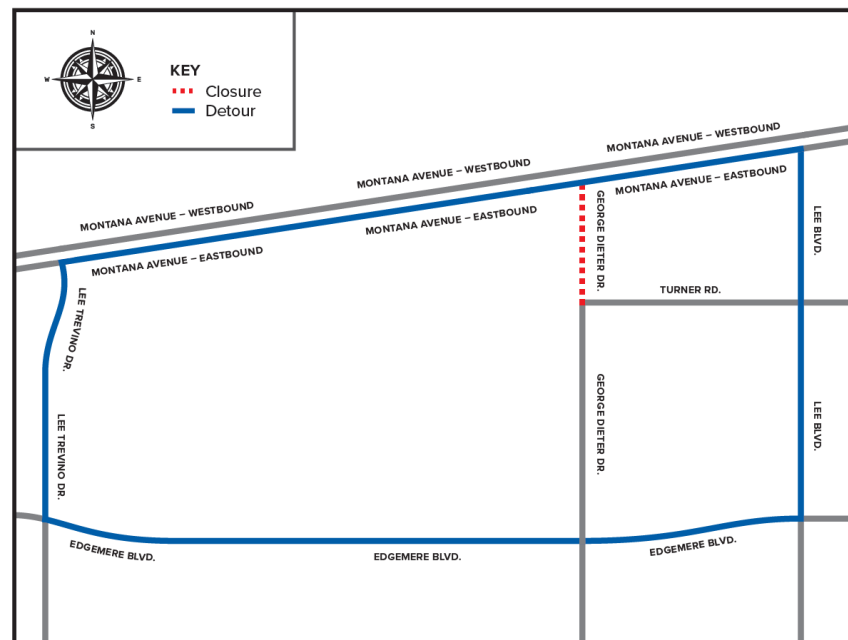 N
W
E
S
KEY
Closure
Detour
MONTANA AVENUE – WESTBOUND
MONTANA AVENUE – WESTBOUND
MONTANA AVENUE – WESTBOUND
MONTANA AVENUE – EASTBOUND
MONTANA AVENUE – EASTBOUND
MONTANA AVENUE – EASTBOUND
GEORGE DIETER DR.
LEE BLVD.
LEE TREVINO DR.
TURNER RD.
LEE TREVINO DR.
GEORGE DIETER DR.
LEE BLVD.
EDGEMERE BLVD.
EDGEMERE BLVD.
EDGEMERE BLVD.